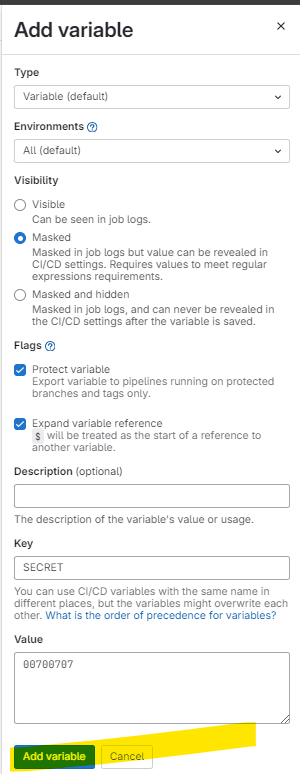 Add variable
Type
Variable (default)
Environments
All (default)
Visibility
Visible
Can be seen in job logs.
Masked
Masked in job logs but value can be revealed in
CI/CD settings. Requires values to meet regular
expressions requirements.
Masked and hidden
Masked in job logs, and can never be revealed in
the CI/CD settings after the variable is saved.
Flags
Protect variable
Export variable to pipelines running on protected
branches and tags only.
Expand variable reference
$ will be treated as the start of a reference to
another variable.
Description (optional)
The description of the variable's value or usage.
Key
SECRET
You can use CI/CD variables with the same name in
different places, but the variables might overwrite each
other. What is the order of precedence for variables?
Value
00700707
Add variable
Cancel